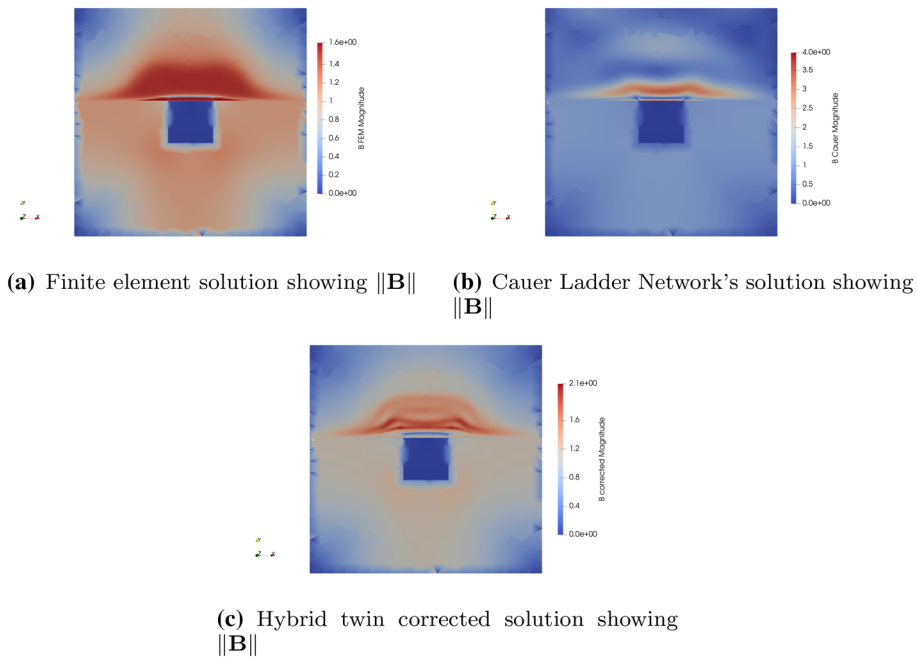 1.6e+00
1.4
1.2
1
0.8
0.6
0.4
0.2
0.0e+00
B FEM Magnitude
Y
Z X
4.0e+00
3.5
3
2.5
2
1.5
1
0.5
0.0e+00
B Cauer Magnitude
Y
Z X
(a) Finite element solution showing ‖B‖
(b) Cauer Ladder Network's solution showing
‖B‖
2.1e+00
1.6
1.2
0.8
0.4
0.0e+00
B corrected Magnitude
Y
Z X
(c) Hybrid twin corrected solution showing
‖B‖